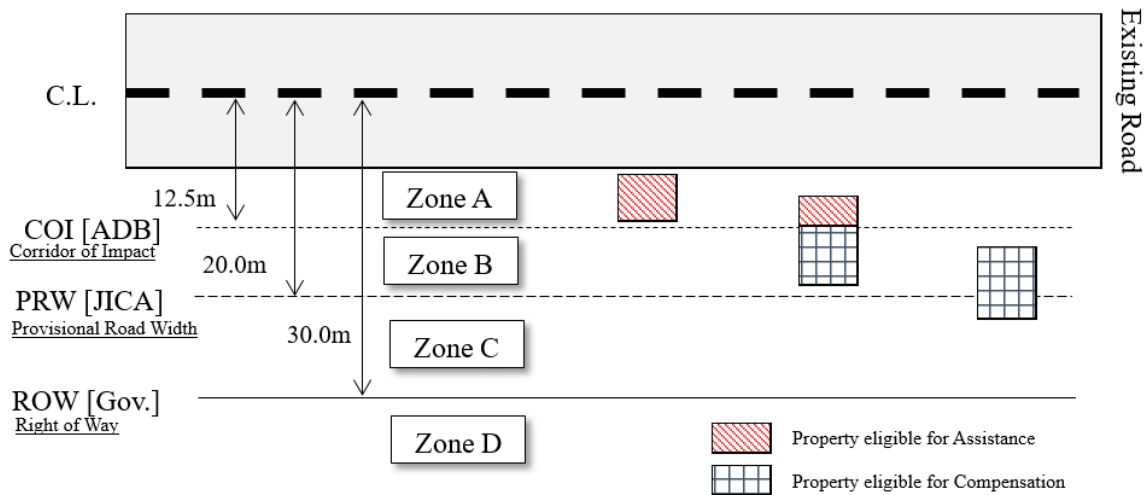 Existing Road
C.L.
12.5m
Zone A
COI [ADB]
Corridor of Impact
20.0m
Zone B
PRW [JICA]
Provisional Road Width
30.0m
Zone C
ROW [Gov.]
Right of Way
Zone D
Property eligible for Assistance
Property eligible for Compensation